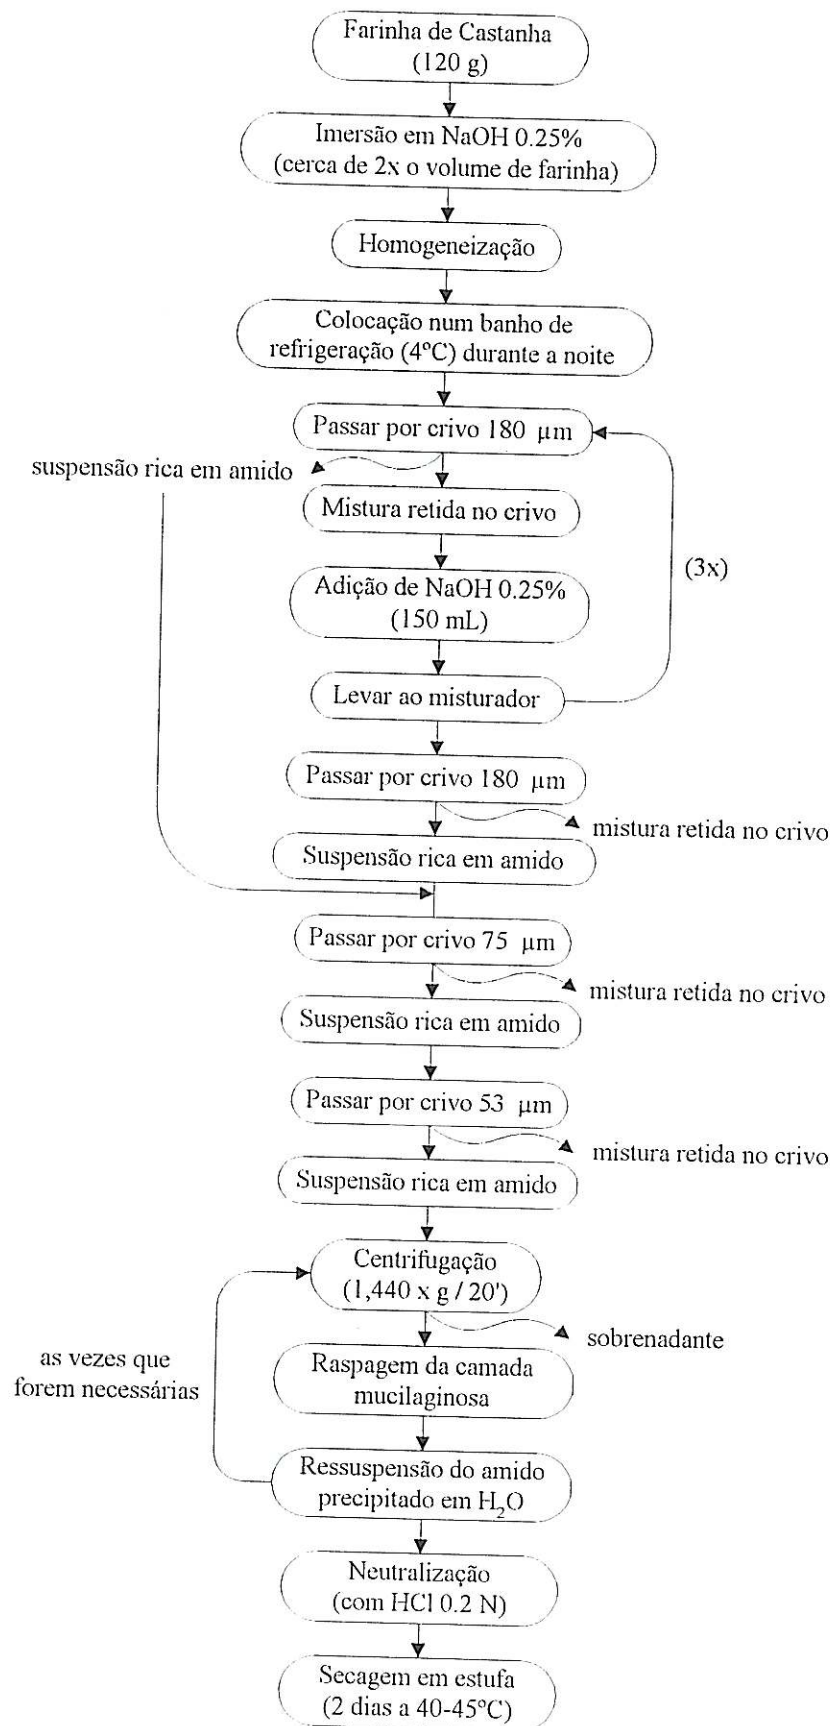 Farinha de Castanha
(120 g)
Imersão em NaOH 0.25%
(cerca de 2x o volume de farinha)
Homogeneização
Colocação num banho de
refrigeração (4ºC) durante a noite
Passar por crivo 180 µm
suspensão rica em amido
Mistura retida no crivo
Adição de NaOH 0.25%
(150 mL)
(3x)
Levar ao misturador
Passar por crivo 180 µm
mistura retida no crivo
Suspensão rica em amido
Passar por crivo 75 µm
mistura retida no crivo
Suspensão rica em amido
Passar por crivo 53 µm
mistura retida no crivo
Suspensão rica em amido
Centrifugação
(1,440 x g / 20')
sobrenadante
as vezes que
forem necessárias
Raspagem da camada
mucilaginosa
Ressuspensão do amido
precipitado em H₂O
Neutralização
(com HCl 0.2 N)
Secagem em estufa
(2 dias a 40-45ºC)